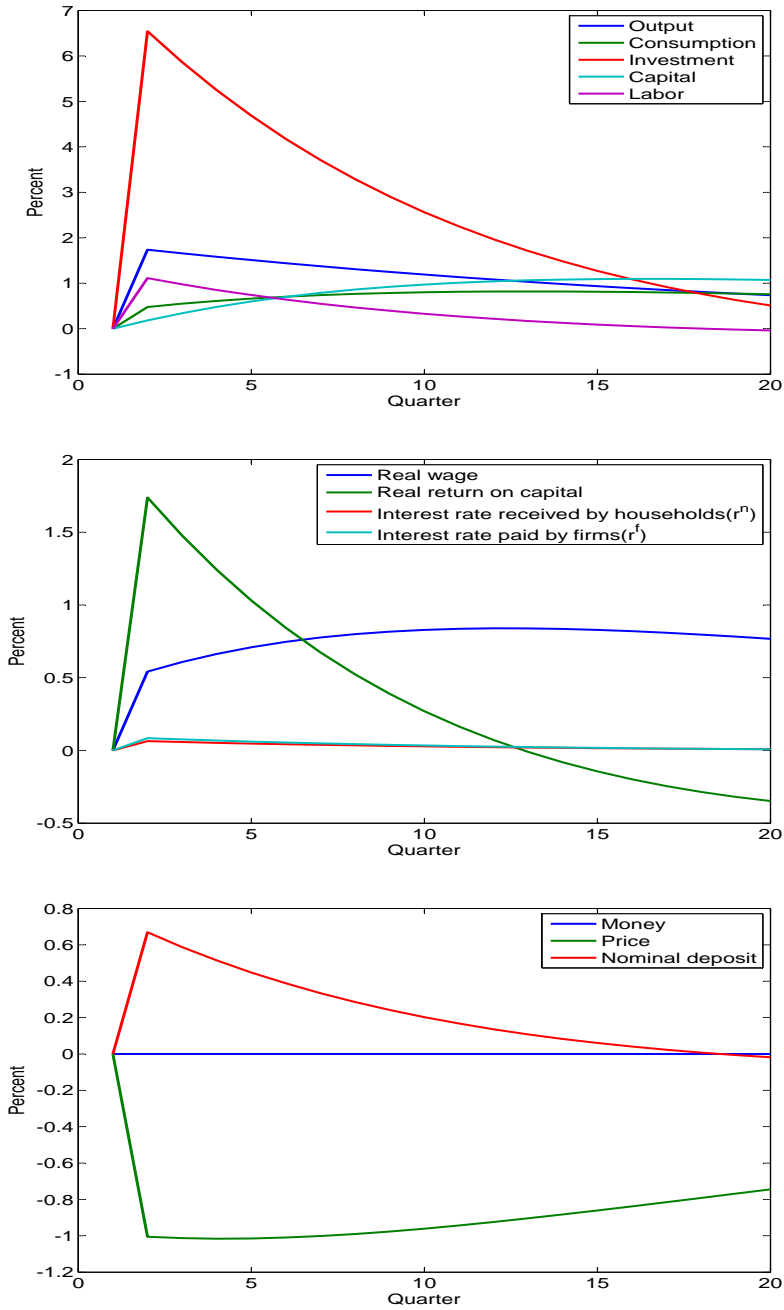 7
6
5
4
3
2
1
0
-1
Percent
0
5
10
15
20
Quarter
Output
Consumption
Investment
Capital
Labor
2
1.5
1
0.5
0
-0.5
Percent
0
5
10
15
20
Quarter
Real wage
Real return on capital
Interest rate received by households(r^n)
Interest rate paid by firms(r^f)
0.8
0.6
0.4
0.2
0
-0.2
-0.4
-0.6
-0.8
-1
-1.2
Percent
0
5
10
15
20
Quarter
Money
Price
Nominal deposit